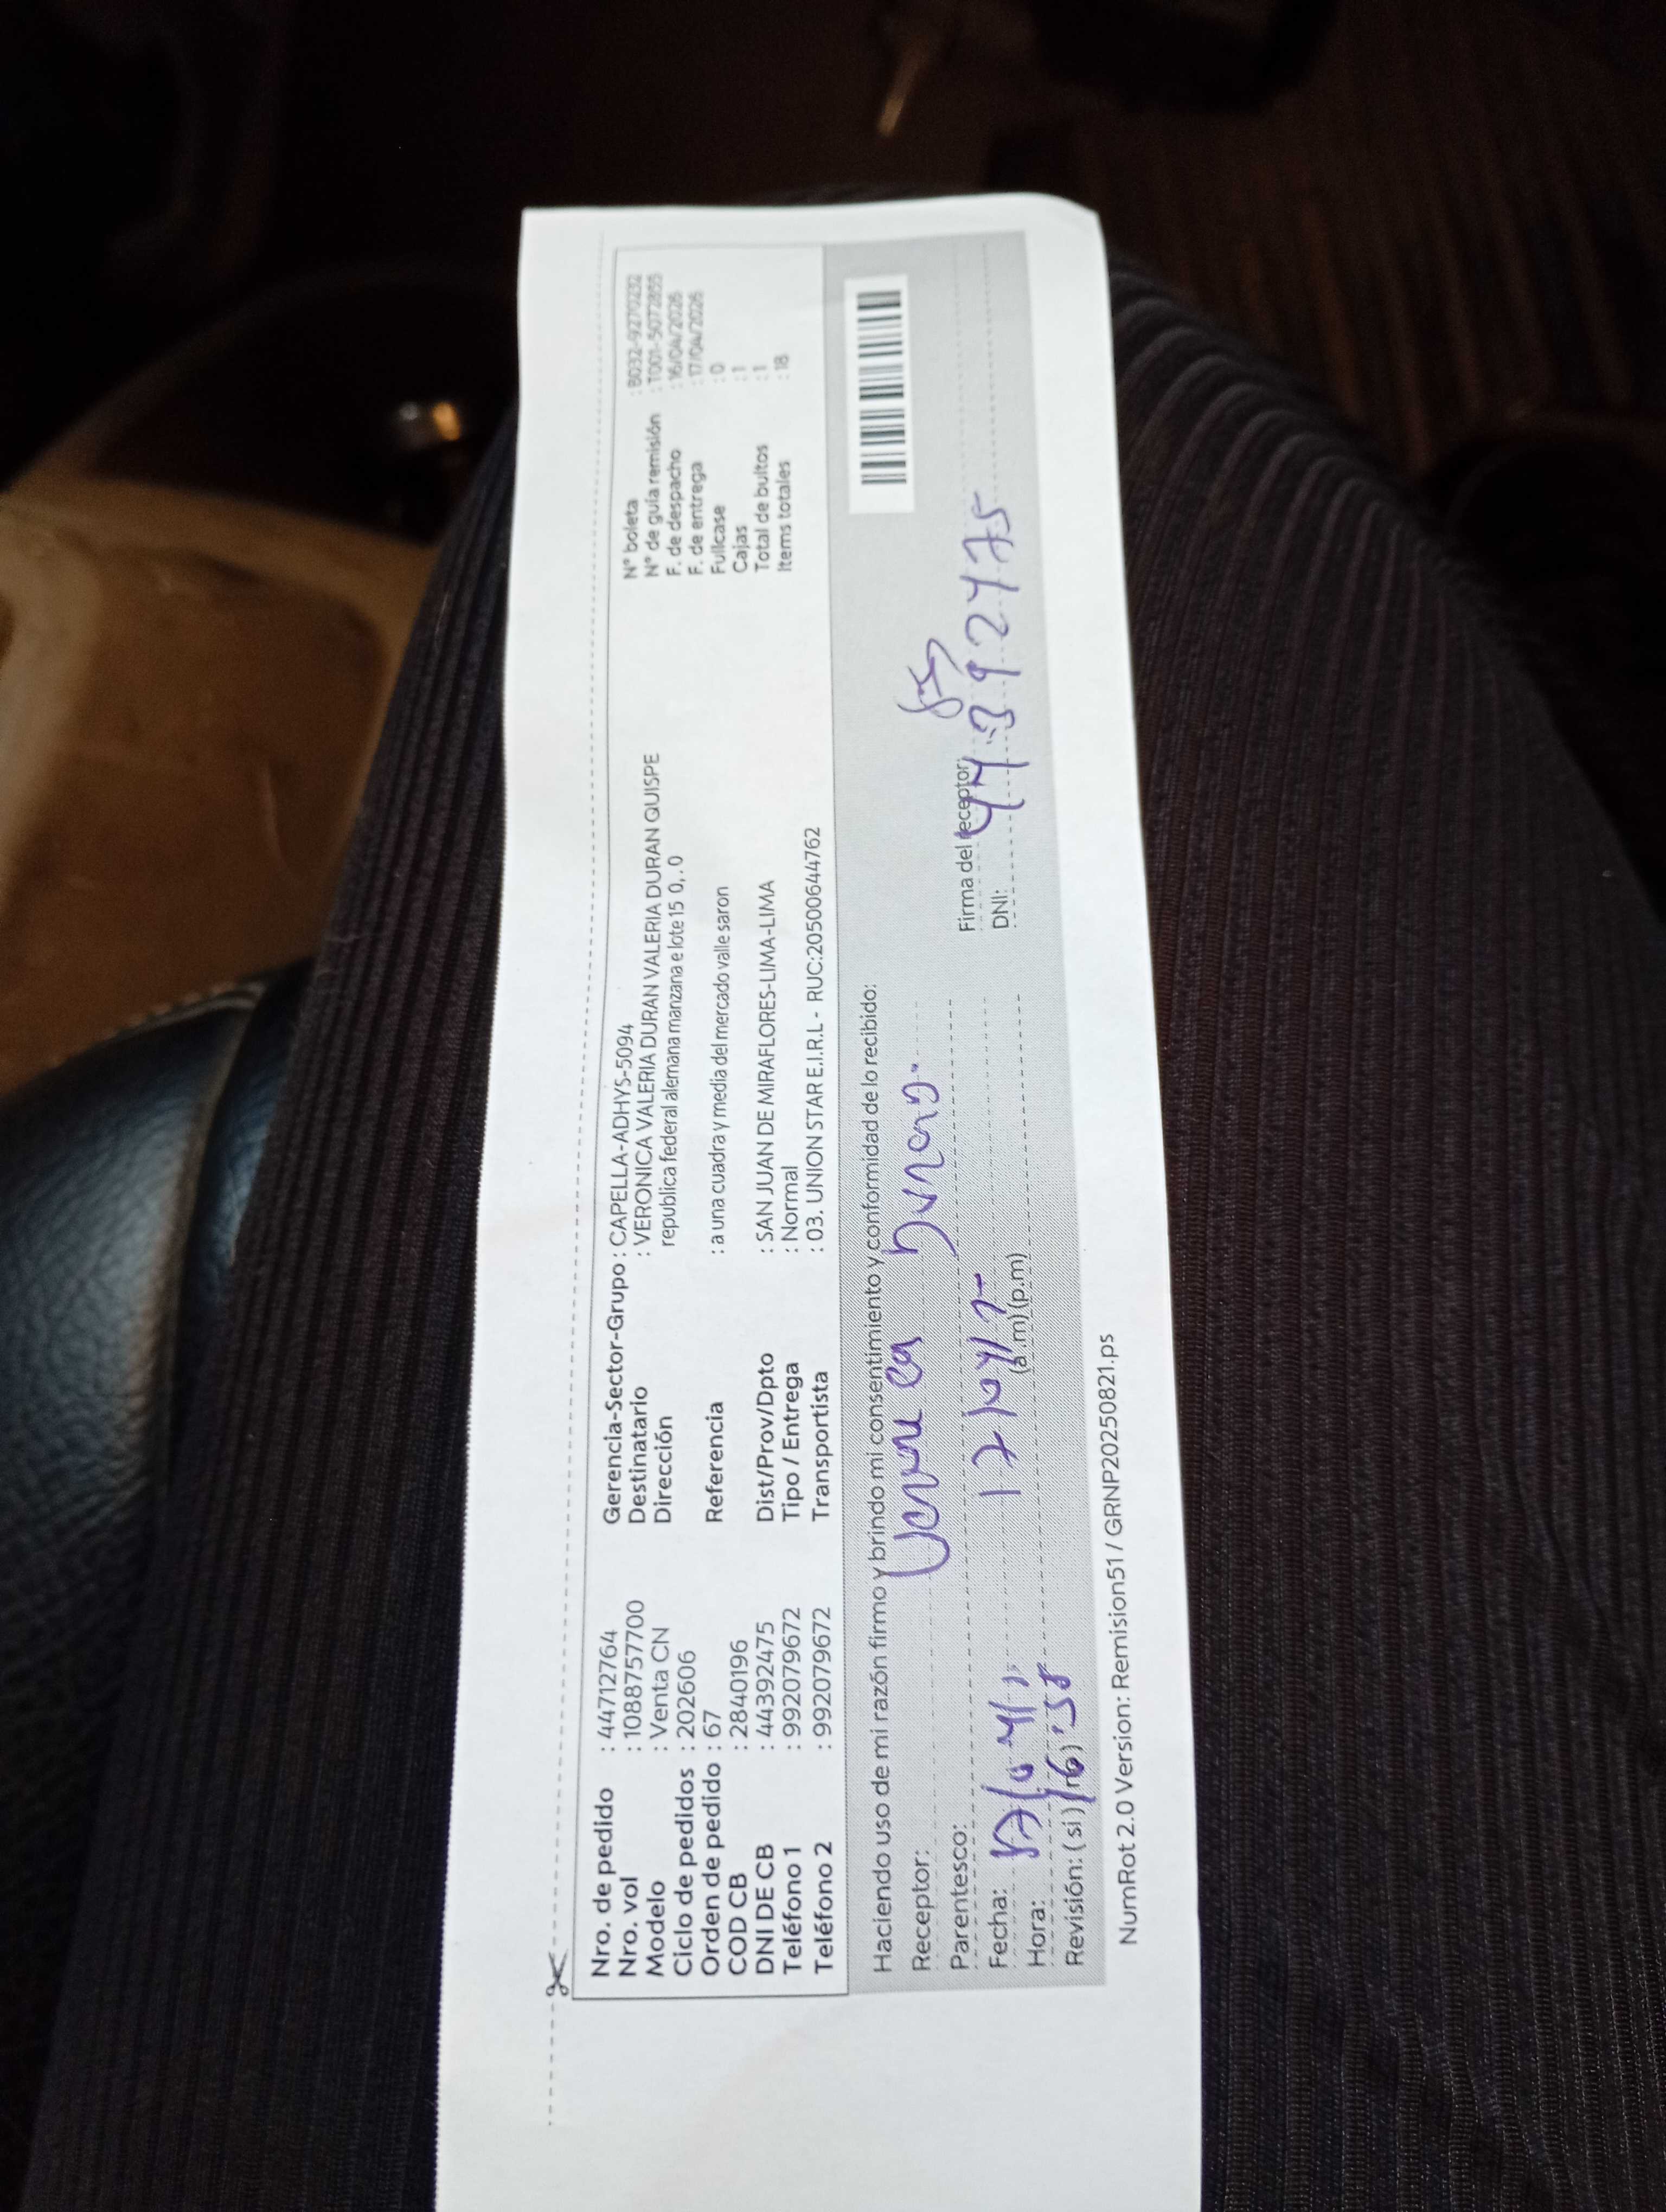 Nro. de pedido : 44712764
Nro. vol : 1088757700
Modelo : Venta CN
Ciclo de pedidos : 202606
Orden de pedido : 67
COD CB : 2840196
DNI DE CB : 44392475
Teléfono 1 : 992079672
Teléfono 2 : 992079672
Gerencia-Sector-Grupo : CAPELLA-ADHYS-5094
Destinatario : VERONICA VALERIA DURAN VALERIA DURAN QUISPE
Dirección republica federal alemana manzana e lote 15 0, . 0
Referencia : a una cuadra y media del mercado valle saron
Dist/Prov/Dpto : SAN JUAN DE MIRAFLORES-LIMA-LIMA
Tipo / Entrega : Normal
Transportista : 03. UNION STAR E.I.R.L - RUC:20500644762
N° boleta : B032-9270232
N° de guía remisión : T001-5072855
F. de despacho : 16/04/2026
F. de entrega : 17/04/2026
Fullcase : 0
Cajas : 1
Total de bultos : 1
Items totales : 18
Haciendo uso de mi razón firmo y brindo mi consentimiento y conformidad de lo recibido:
Receptor:
Parentesco:
Fecha:
Hora: (a.m)(p.m)
Revisión: ( si ) ( no )
Firma del receptor:
DNI: 44392475
NumRot 2.0 Version: Remision51 / GRNP20250821.ps